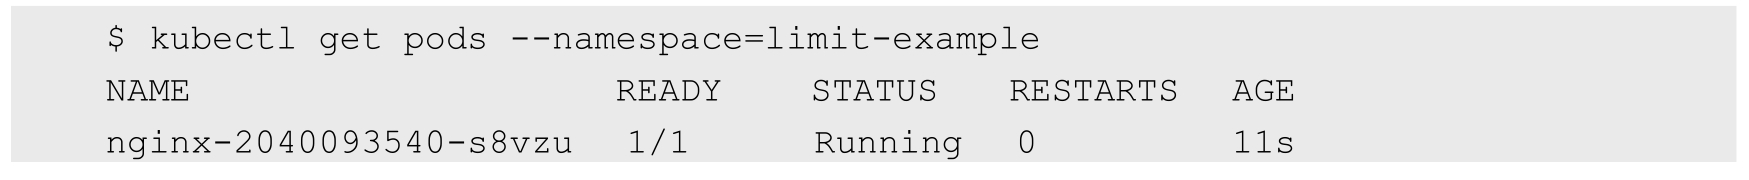 $ kubectl get pods --namespace=limit-example
NAME                     READY     STATUS    RESTARTS   AGE
nginx-2040093540-s8vzu   1/1       Running   0          11s